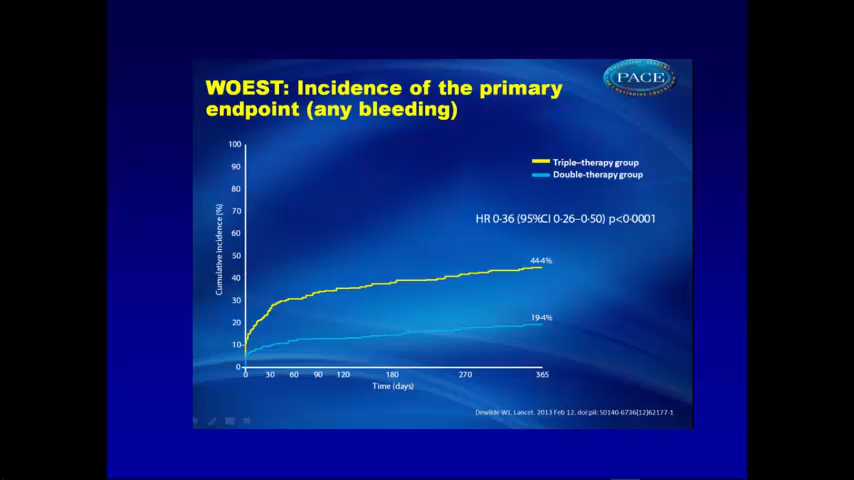 WOEST: Incidence of the primary
endpoint (any bleeding)
PACE
100
90
80
70
60
50
40
30
20
10
0
Cumulative incidence (%)
Triple–therapy group
Double-therapy group
HR 0·36 (95%CI 0·26–0·50) p<0·0001
44·4%
19·4%
0 30 60 90 120 180 270 365
Time (days)
Dewilde WJ, Lancet. 2013 Feb 12. doi:pii: S0140-6736(12)62177-1